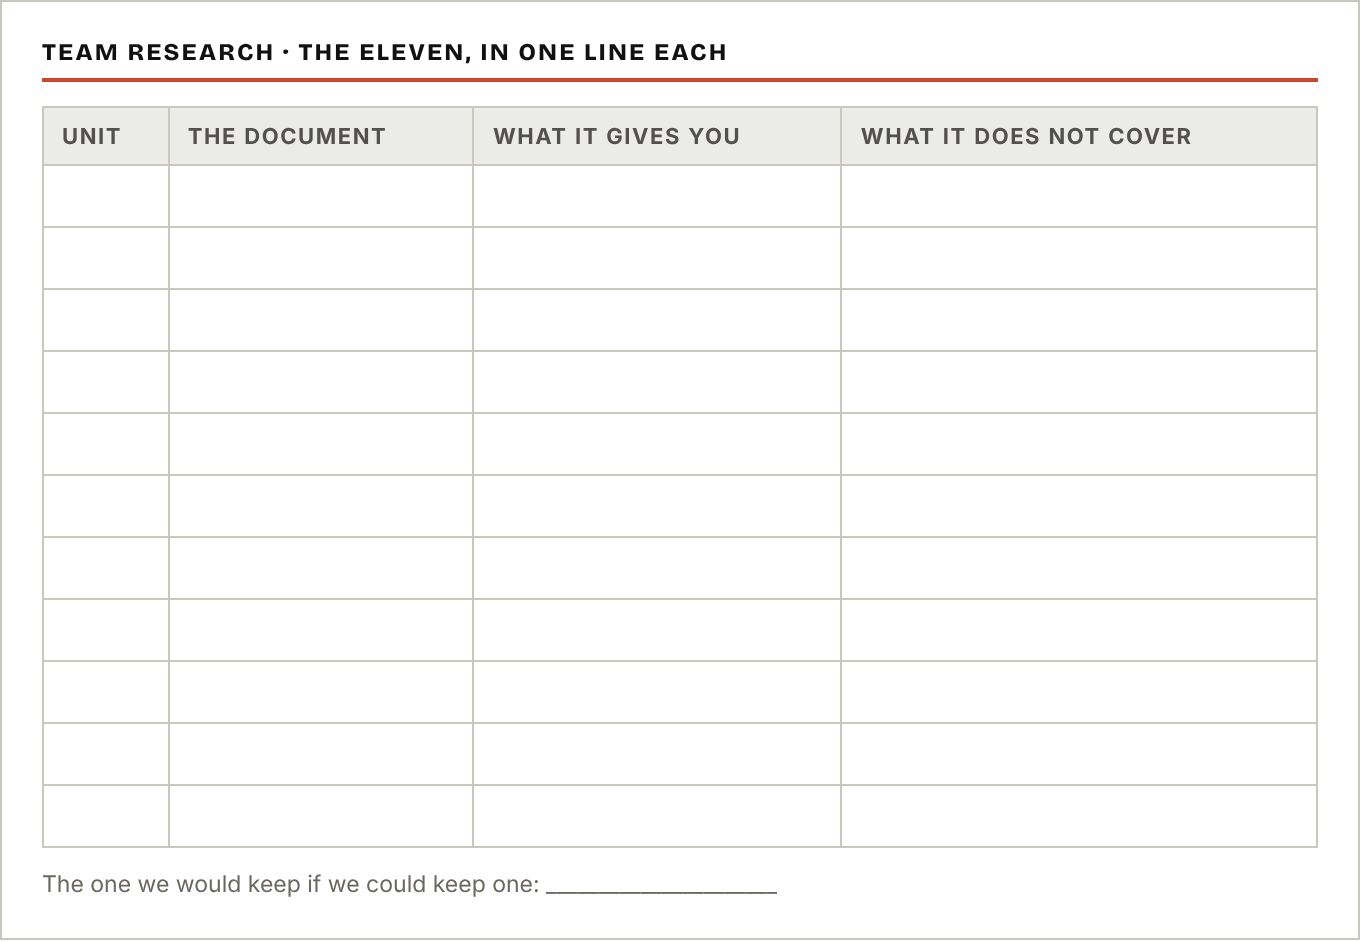 TEAM RESEARCH · THE ELEVEN, IN ONE LINE EACH
UNIT THE DOCUMENT WHAT IT GIVES YOU WHAT IT DOES NOT COVER
The one we would keep if we could keep one: _____________________